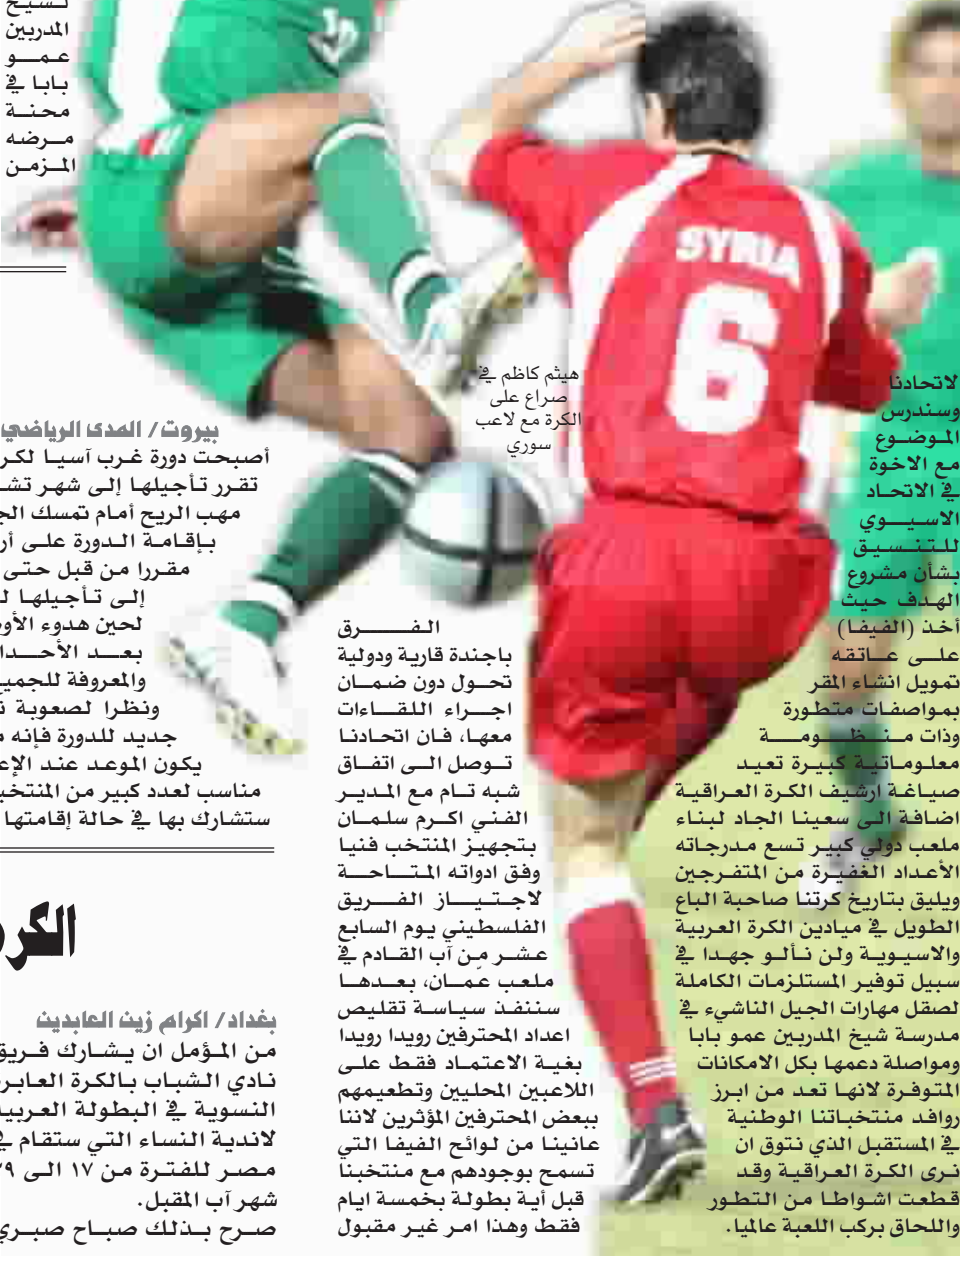 لاتحادنا
وسندرس
الموضوع
مع الاخوة
في الاتحاد
الاسيوي
للتنسيق
بشأن مشروع
الهدف حيث
أخذ (الفيفا)
على عاتقه
تمويل انشاء المقر
بمواصفات متطورة
وذات منظومة
معلوماتية كبيرة تعيد
صياغة ارشيف الكرة العراقية
اضافة الى سعينا الجاد لبناء
ملعب دولي كبير تسع مدرجاته
الأعداد الغفيرة من المتفرجين
ويليق بتاريخ كرتنا صاحبة الباع
الطويل في ميادين الكرة العربية
والاسيوية ولن نألو جهدا في
سبيل توفير المستلزمات الكاملة
لصقل مهارات الجيل الناشيء في
مدرسة شيخ المدربين عمو بابا
ومواصلة دعمها بكل الامكانات
المتوفرة لانها تعد من ابرز
روافد منتخباتنا الوطنية
في المستقبل الذي نتوق ان
نرى الكرة العراقية وقد
قطعت اشواطا من التطور
واللحاق بركب اللعبة عالميا.
SYRIA
6
هيثم كاظم في
صراع على
الكرة مع لاعب
سوري
الفرق
باجندة قارية ودولية
تحول دون ضمان
اجراء اللقاءات
معها، فان اتحادنا
توصل الى اتفاق
شبه تام مع المدير
الفني اكرم سلمان
بتجهيز المنتخب فنيا
وفق ادواته المتاحة
لاجتياز الفريق
الفلسطيني يوم السابع
عشر من آب القادم في
ملعب عمّان، بعدها
سننفذ سياسة تقليص
اعداد المحترفين رويدا رويدا
بغية الاعتماد فقط على
اللاعبين المحليين وتطعيمهم
ببعض المحترفين المؤثرين لاننا
عانينا من لوائح الفيفا التي
تسمح بوجودهم مع منتخبنا
قبل أية بطولة بخمسة ايام
فقط وهذا امر غير مقبول
لشيخ
المدربين
عمو
بابا في
محنة
مرضه
المزمن
بيروت/ المدى الرياضي
أصبحت دورة غرب آسيا لكر
تقرر تأجيلها إلى شهر تش
مهب الريح أمام تمسك الج
بإقامة الدورة على أر
مقررا من قبل حتى
إلى تأجيلها ل
لحين هدوء الأو
بعد الأحدا
والمعروفة للجمي
ونظرا لصعوبة
جديد للدورة فإنه
يكون الموعد عند الإع
مناسب لعدد كبير من المنتخب
ستشارك بها في حالة إقامتها
الكر
بغداد/ اكرام زين العابدين
من المؤمل ان يشارك فريق
نادي الشباب بالكرة العابر
النسوية في البطولة العربية
لاندية النساء التي ستقام في
مصر للفترة من ١٧ الى ٢٩
شهر آب المقبل.
صرح بذلك صباح صبري